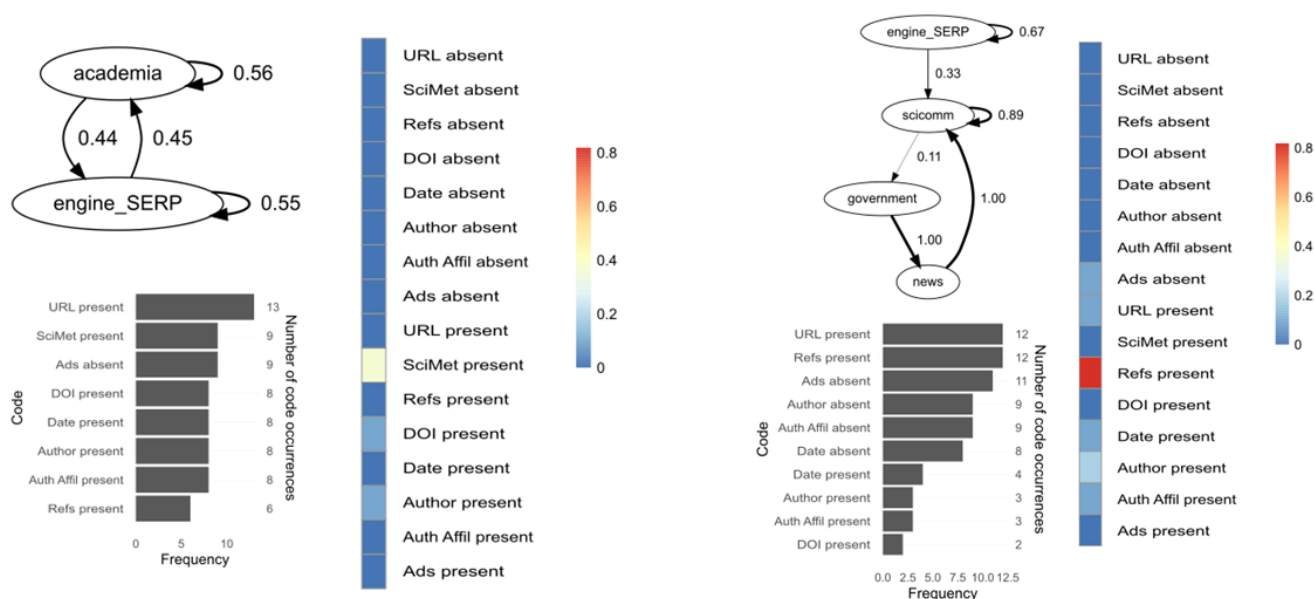 academia
0.56
0.44
0.45
engine_SERP
0.55
URL present
13
SciMet present
9
Ads absent
9
DOI present
8
Date present
8
Author present
8
Auth Affil present
8
Refs present
6
Code
Number of code occurrences
0
5
10
Frequency
URL absent
SciMet absent
Refs absent
DOI absent
Date absent
Author absent
Auth Affil absent
Ads absent
URL present
SciMet present
Refs present
DOI present
Date present
Author present
Auth Affil present
Ads present
0.8
0.6
0.4
0.2
0
engine_SERP
0.67
0.33
scicomm
0.89
0.11
government
1.00
1.00
news
URL present
12
Refs present
12
Ads absent
11
Author absent
9
Auth Affil absent
9
Date absent
8
Date present
4
Author present
3
Auth Affil present
3
DOI present
2
Code
Number of code occurrences
0.0
2.5
5.0
7.5
10.0
12.5
Frequency
URL absent
SciMet absent
Refs absent
DOI absent
Date absent
Author absent
Auth Affil absent
Ads absent
URL present
SciMet present
Refs present
DOI present
Date present
Author present
Auth Affil present
Ads present
0.8
0.6
0.4
0.2
0